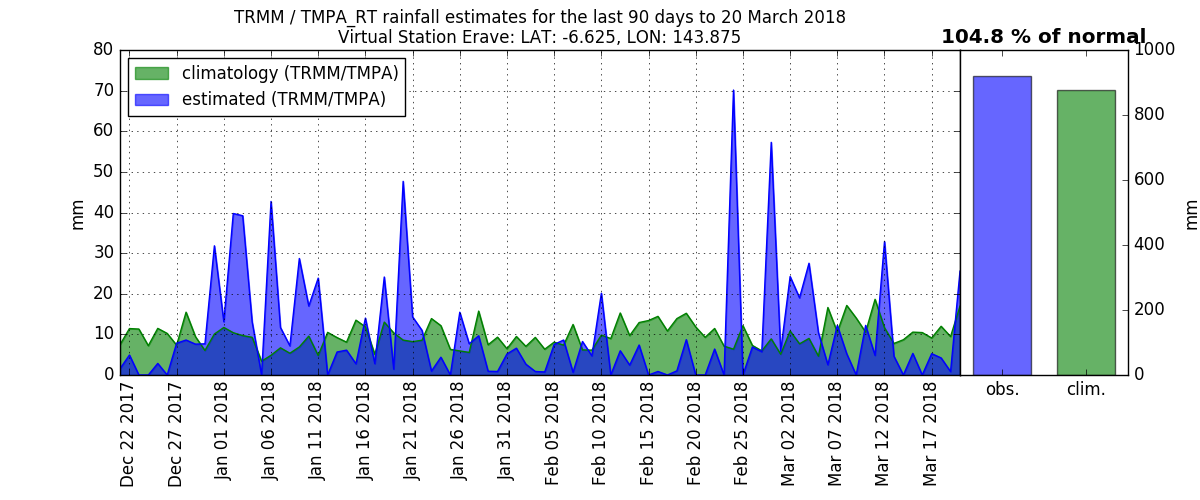 TRMM / TMPA_RT rainfall estimates for the last 90 days to 20 March 2018
Virtual Station Erave: LAT: -6.625, LON: 143.875
104.8 % of normal
climatology (TRMM/TMPA)
estimated (TRMM/TMPA)
mm
80
70
60
50
40
30
20
10
0
Dec 22 2017
Dec 27 2017
Jan 01 2018
Jan 06 2018
Jan 11 2018
Jan 16 2018
Jan 21 2018
Jan 26 2018
Jan 31 2018
Feb 05 2018
Feb 10 2018
Feb 15 2018
Feb 20 2018
Feb 25 2018
Mar 02 2018
Mar 07 2018
Mar 12 2018
Mar 17 2018
obs.
clim.
1000
800
600
400
200
0
mm